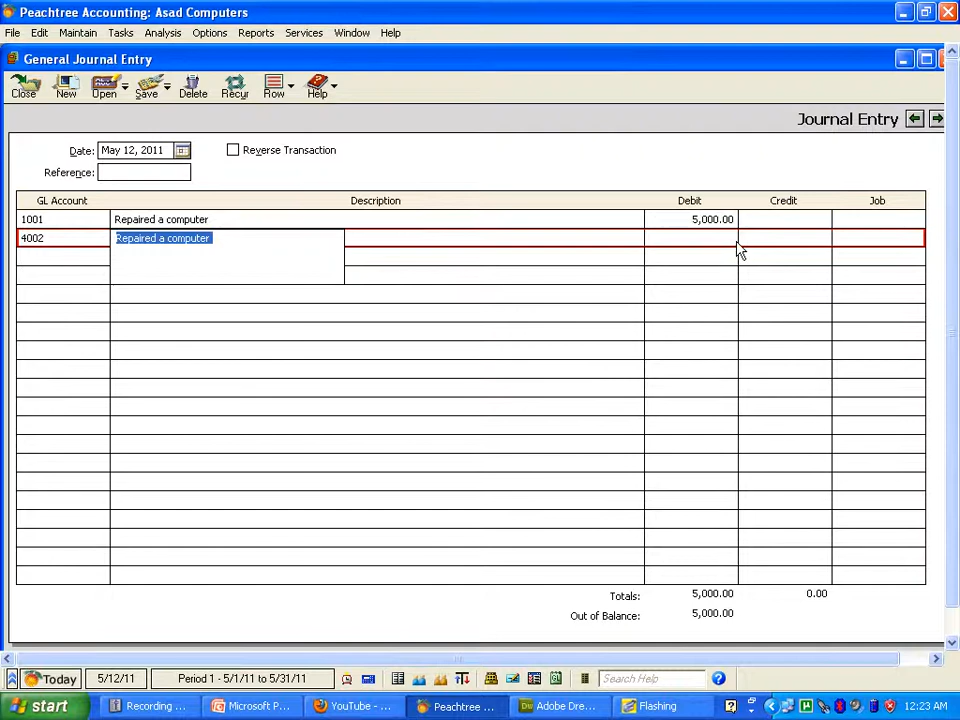 Peachtree Accounting: Asad Computers
File Edit Maintain Tasks Analysis Options Reports Services Window Help
General Journal Entry
Close New Open Save Delete Recur Row Help
Journal Entry
Date: May 12, 2011 Reverse Transaction
Reference:
GL Account Description Debit Credit Job
1001 Repaired a computer 5,000.00
4002 Repaired a computer
Totals: 5,000.00 0.00
Out of Balance: 5,000.00
Today 5/12/11 Period 1 - 5/1/11 to 5/31/11 Search Help
start Recording ... Microsoft P... YouTube - ... Peachtree ... Adobe Dre... Flashing 12:23 AM